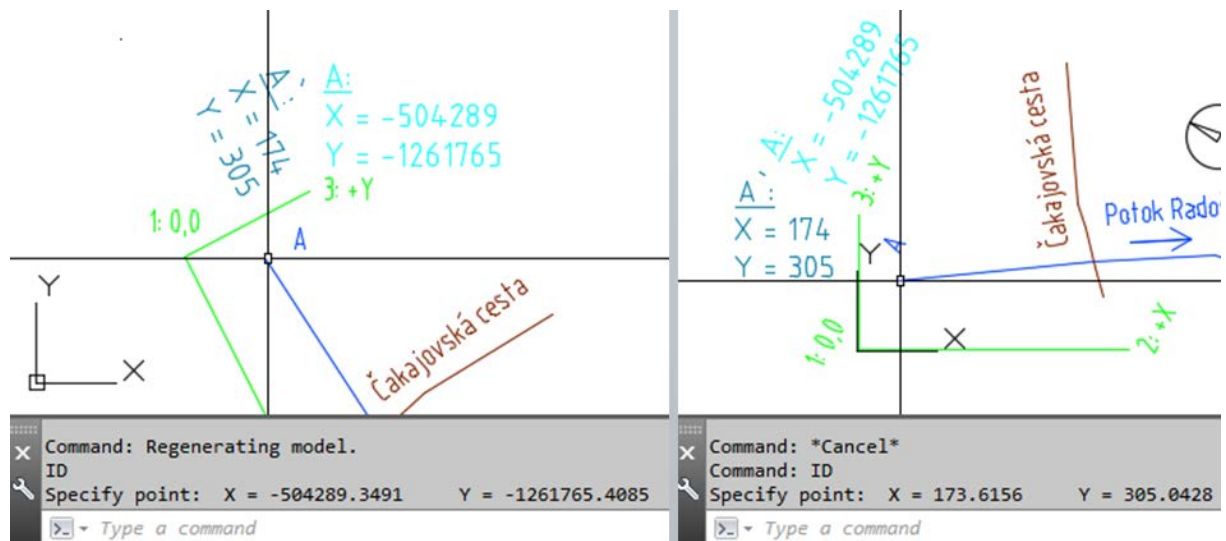 A':
X = 174
Y = 305
A:
X = -504289
Y = -1261765
3: +Y
1: 0,0
A
Y
X
Čakajovská cesta
Command: Regenerating model.
ID
Specify point: X = -504289.3491 Y = -1261765.4085
Type a command
A:
X = -504289
Y = -1261765
A':
X = 174
Y = 305
3: +Y
Y
A
Čakajovská cesta
Potok
1: 0,0
X
2: +X
Command: *Cancel*
Command: ID
Specify point: X = 173.6156 Y = 305.0428
Type a command